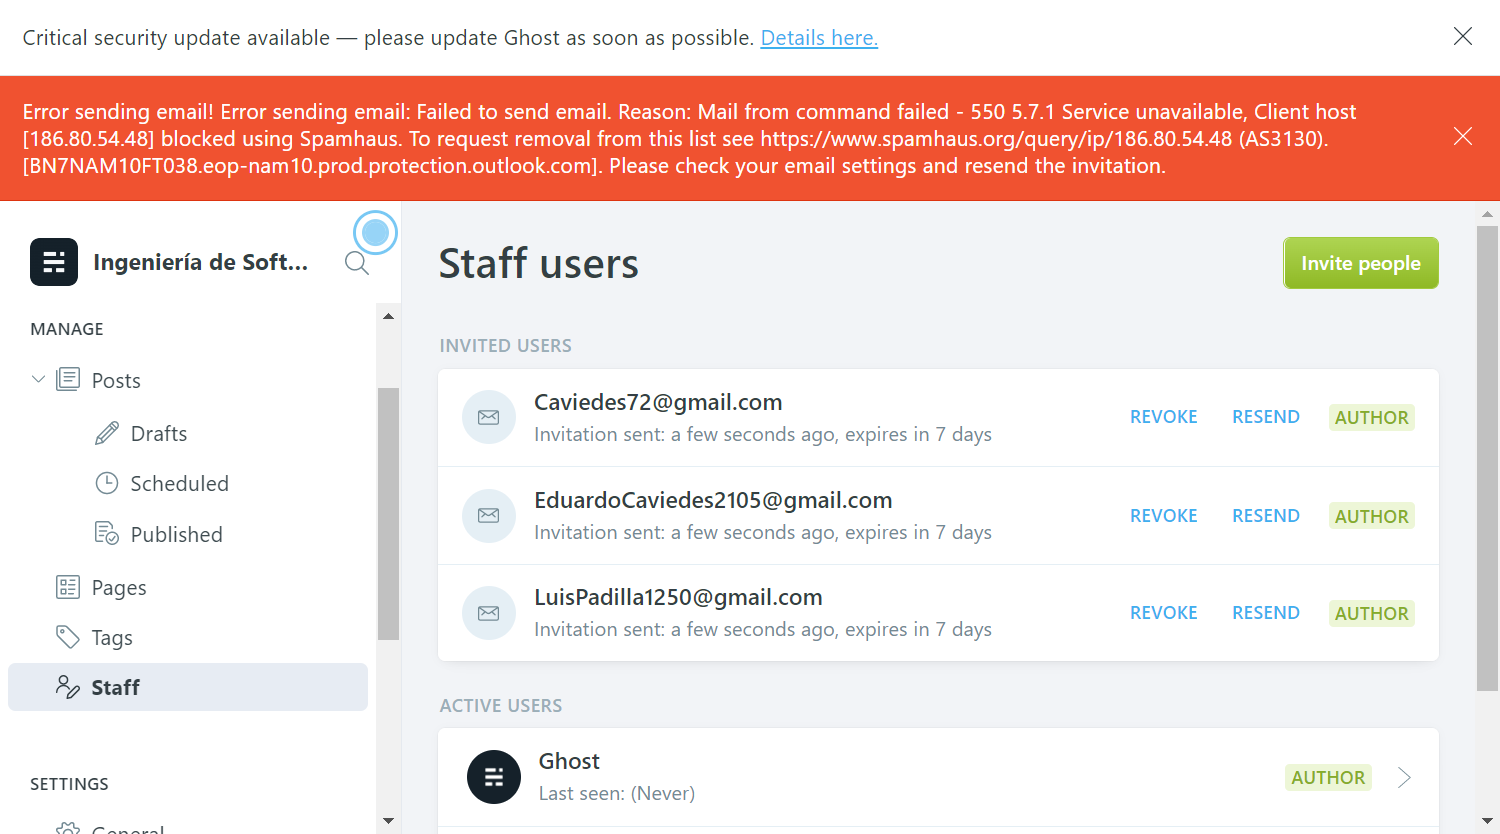 Critical security update available — please update Ghost as soon as possible. Details here.
Error sending email! Error sending email: Failed to send email. Reason: Mail from command failed - 550 5.7.1 Service unavailable, Client host
[186.80.54.48] blocked using Spamhaus. To request removal from this list see https://www.spamhaus.org/query/ip/186.80.54.48 (AS3130).
[BN7NAM10FT038.eop-nam10.prod.protection.outlook.com]. Please check your email settings and resend the invitation.
Ingeniería de Soft...
MANAGE
Posts
Drafts
Scheduled
Published
Pages
Tags
Staff
SETTINGS
General
Staff users
Invite people
INVITED USERS
Caviedes72@gmail.com
Invitation sent: a few seconds ago, expires in 7 days
REVOKE RESEND AUTHOR
EduardoCaviedes2105@gmail.com
Invitation sent: a few seconds ago, expires in 7 days
REVOKE RESEND AUTHOR
LuisPadilla1250@gmail.com
Invitation sent: a few seconds ago, expires in 7 days
REVOKE RESEND AUTHOR
ACTIVE USERS
Ghost
Last seen: (Never)
AUTHOR